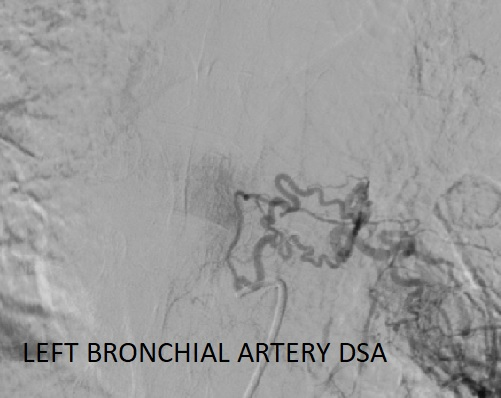 LEFT BRONCHIAL ARTERY DSA